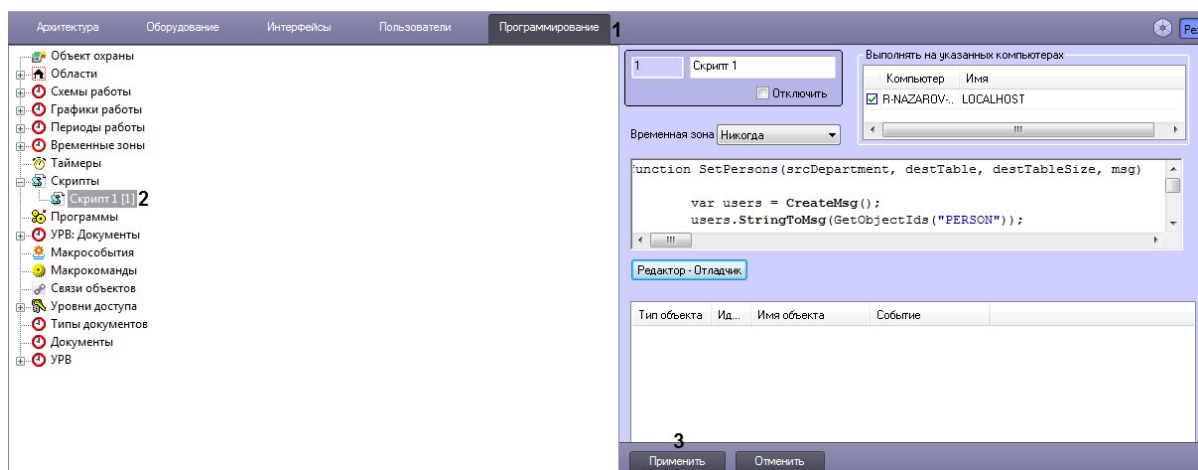 Архитектура Оборудование Интерфейсы Пользователи Программирование 1
Объект охраны
Области
Схемы работы
Графики работы
Периоды работы
Временные зоны
Таймеры
Скрипты
Скрипт 1 [1] 2
Программы
УРВ: Документы
Макрособытия
Макрокоманды
Связи объектов
Уровни доступа
Типы документов
Документы
УРВ
1 Скрипт 1
Отключить
Выполнять на указанных компьютерах
Компьютер Имя
R-NAZAROV-.. LOCALHOST
Временная зона Никогда
function SetPersons(srcDepartment, destTable, destTableSize, msg)
var users = CreateMsg();
users.StringToMsg(GetObjectIds("PERSON"));
Редактор - Отладчик
Тип объекта Ид... Имя объекта Событие
3
Применить Отменить